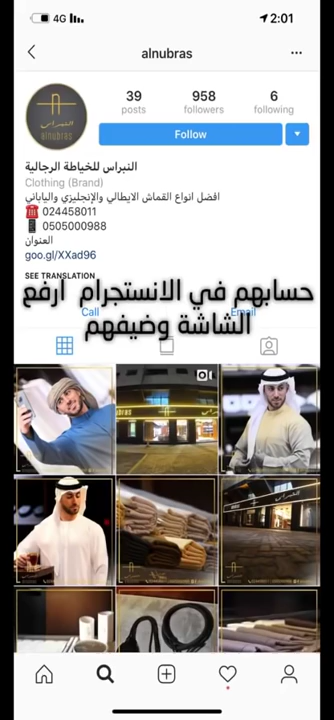 4G
2:01
alnubras
39
958
6
posts
followers
following
Follow
النبراس
alnubras
النبراس للخياطة الرجالية
Clothing (Brand)
افضل انواع القماش الايطالي والإنجليزي والياباني
☎️ 024458011
📱 0505000988
العنوان
goo.gl/XXad96
SEE TRANSLATION
Call
Email
حسابهم في الانستجرام ارفع
الشاشة وضيفهم